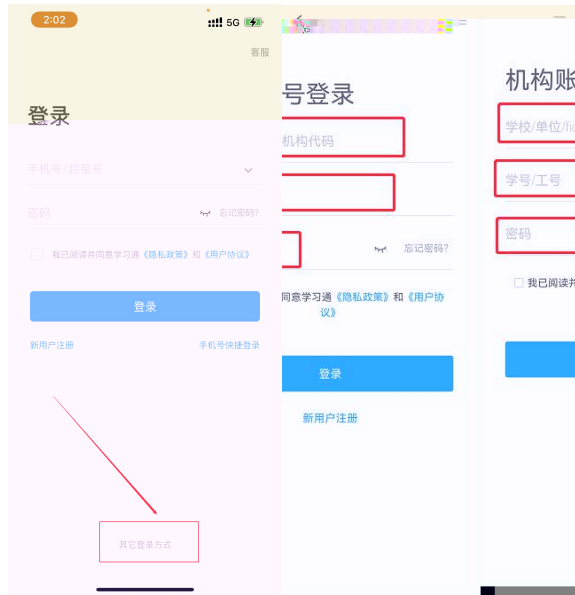 2:02
5G
客服
登录
手机号/超星号
密码
忘记密码?
我已阅读并同意学习通《隐私政策》和《用户协议》
登录
新用户注册
手机号快捷登录
其它登录方式
号登录
机构代码
忘记密码?
同意学习通《隐私政策》和《用户协
议》
登录
新用户注册
机构账
学校/单位/fid
学号/工号
密码
我已阅读并